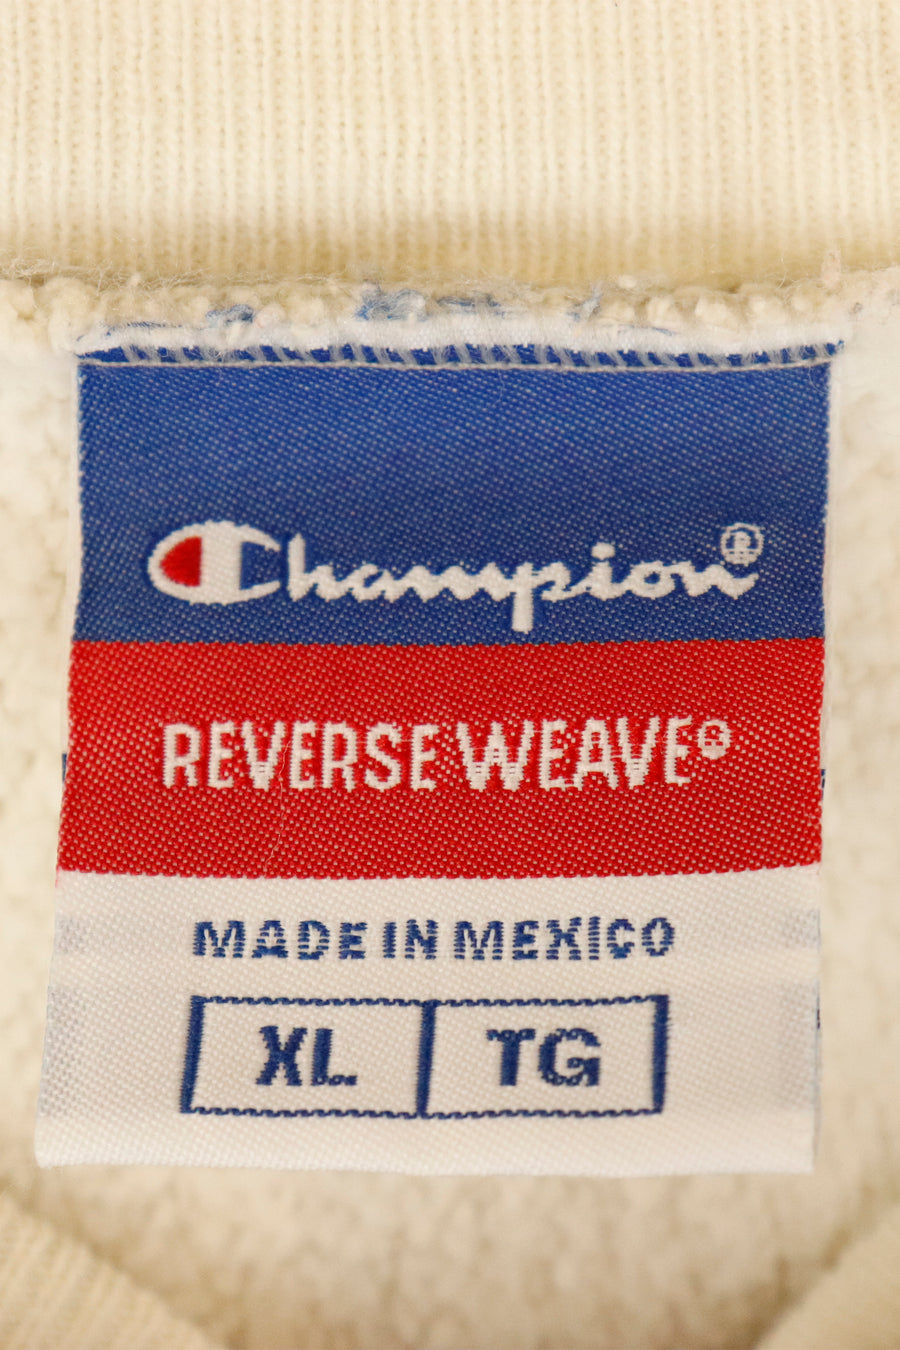 Champion®
REVERSE WEAVE®
MADE IN MEXICO
XL TG